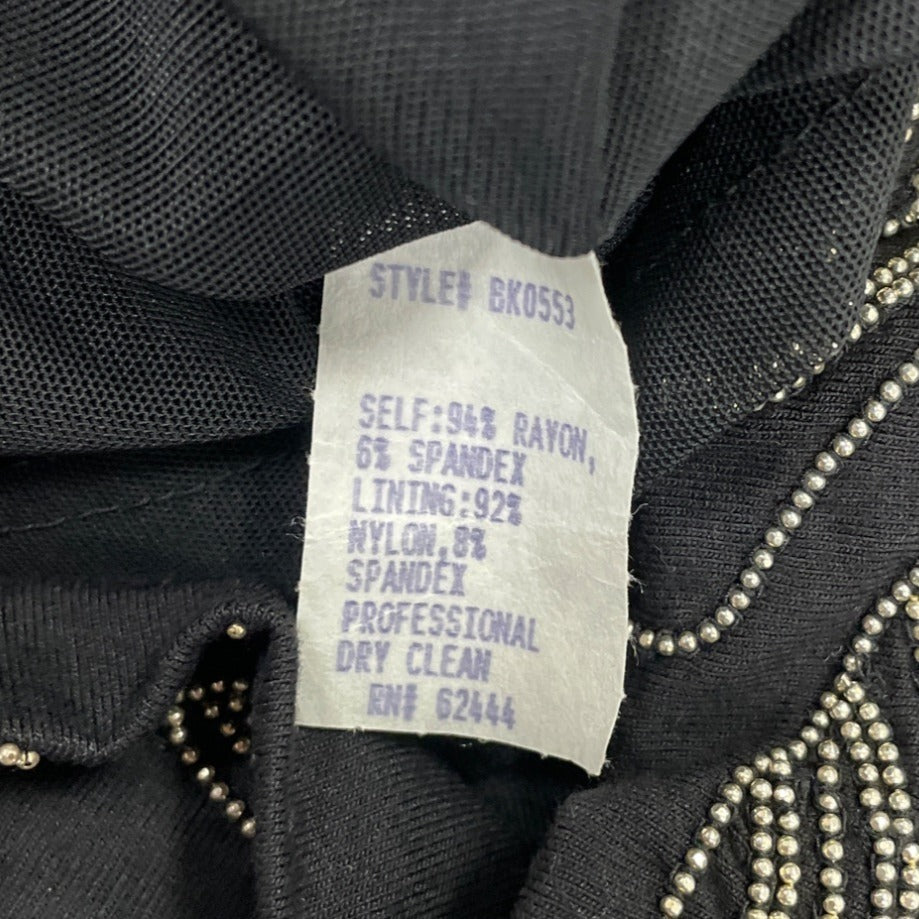 STYLE# BK0553
SELF:94% RAYON,
6% SPANDEX
LINING:92%
NYLON,8%
SPANDEX
PROFESSIONAL
DRY CLEAN
RN# 62444